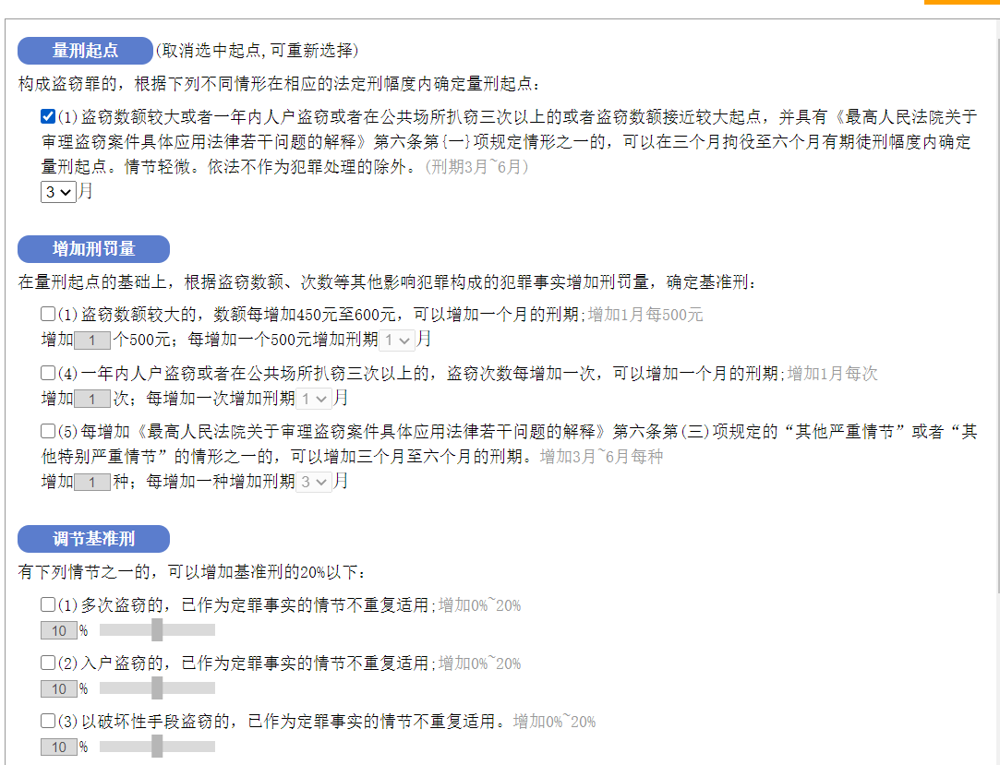 量刑起点 (取消选中起点,可重新选择)
构成盗窃罪的，根据下列不同情形在相应的法定刑幅度内确定量刑起点：
(1)盗窃数额较大或者一年内入户盗窃或者在公共场所扒窃三次以上的或者盗窃数额接近较大起点，并具有《最高人民法院关于
审理盗窃案件具体应用法律若干问题的解释》第六条第{一}项规定情形之一的，可以在三个月拘役至六个月有期徒刑幅度内确定
量刑起点。情节轻微。依法不作为犯罪处理的除外。(刑期3月~6月)
3 月
增加刑罚量
在量刑起点的基础上，根据盗窃数额、次数等其他影响犯罪构成的犯罪事实增加刑罚量，确定基准刑：
(1)盗窃数额较大的，数额每增加450元至600元，可以增加一个月的刑期;增加1月每500元
增加 1 个500元；每增加一个500元增加刑期 1 月
(4)一年内入户盗窃或者在公共场所扒窃三次以上的，盗窃次数每增加一次，可以增加一个月的刑期;增加1月每次
增加 1 次；每增加一次增加刑期 1 月
(5)每增加《最高人民法院关于审理盗窃案件具体应用法律若干问题的解释》第六条第(三)项规定的“其他严重情节”或者“其
他特别严重情节”的情形之一的，可以增加三个月至六个月的刑期。增加3月~6月每种
增加 1 种；每增加一种增加刑期 3 月
调节基准刑
有下列情节之一的，可以增加基准刑的20%以下：
(1)多次盗窃的，已作为定罪事实的情节不重复适用;增加0%~20%
10 %
(2)入户盗窃的，已作为定罪事实的情节不重复适用;增加0%~20%
10 %
(3)以破坏性手段盗窃的，已作为定罪事实的情节不重复适用。增加0%~20%
10 %